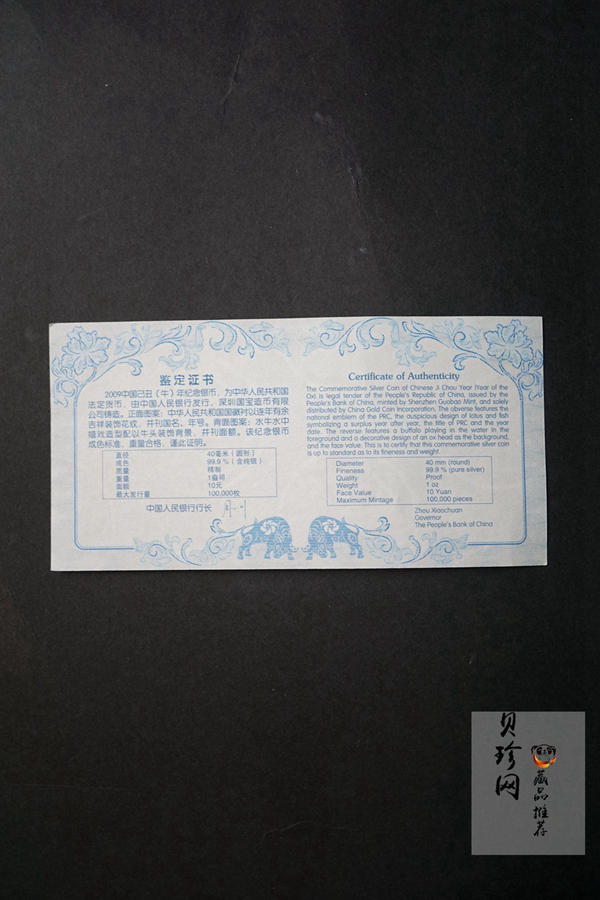 鉴定证书
2009中国己丑（牛）年纪念银币，为中华人民共和国
法定货币，由中国人民银行发行，深圳国宝造币有限
公司铸造。正面图案：中华人民共和国国徽衬以连年有余
吉祥装饰花纹，并刊国名、年号。背面图案：水牛水中
嬉戏造型配以牛头装饰背景，并刊面额。该纪念银币
成色标准，重量合格，谨此证明。
直径 40毫米（圆形）
成色 99.9％（含纯银）
质量 精制
重量 1盎司
面额 10元
最大发行量 100,000枚
中国人民银行行长
Certificate of Authenticity
The Commemorative Silver Coin of Chinese Ji Chou Year (Year of the
Ox) is legal tender of the People's Republic of China, issued by the
People's Bank of China, minted by Shenzhen Guobao Mint, and solely
distributed by China Gold Coin Incorporation. The obverse features the
national emblem of the PRC, the auspicious design of lotus and fish
symbolizing a surplus year after year, the title of PRC and the year
date. The reverse features a buffalo playing in the water in the
foreground and a decorative design of an ox head as the background,
and the face value. This is to certify that this commemorative silver coin
is up to standard as to its fineness and weight.
Diameter 40 mm (round)
Fineness 99.9 % (pure silver)
Quality Proof
Weight 1 oz
Face Value 10 Yuan
Maximum Mintage 100,000 pieces
Zhou Xiaochuan
Governor
The People's Bank of China
贝珍网
藏品推荐